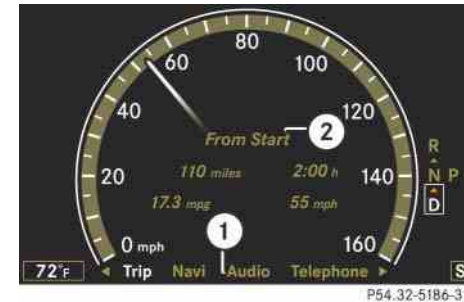 80
60
100
40
120
From Start
2
R
110 miles
2:00 h
20
140
N P
17.3 mpg
55 mph
D
1
0 mph
160
72°F
Trip Navi Audio Telephone
S
P54.32-5186-3